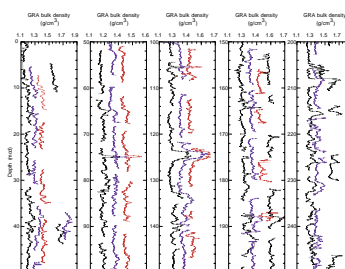 GRA bulk density GRA bulk density GRA bulk density GRA bulk density GRA bulk density
(g/cm3) (g/cm3) (g/cm3) (g/cm3) (g/cm3)
1.1 1.3 1.5 1.7 1.9 1.1 1.3 1.5 1.7 1.1 1.3 1.5 1.7 1.1 1.3 1.5 1.7 1.1 1.3 1.5 1.7
0 50 100 150 200
10 60 110 160 210
20 70 120 170 220
Depth (mcd)
30 80 130 180 230
40 90 140 190 240